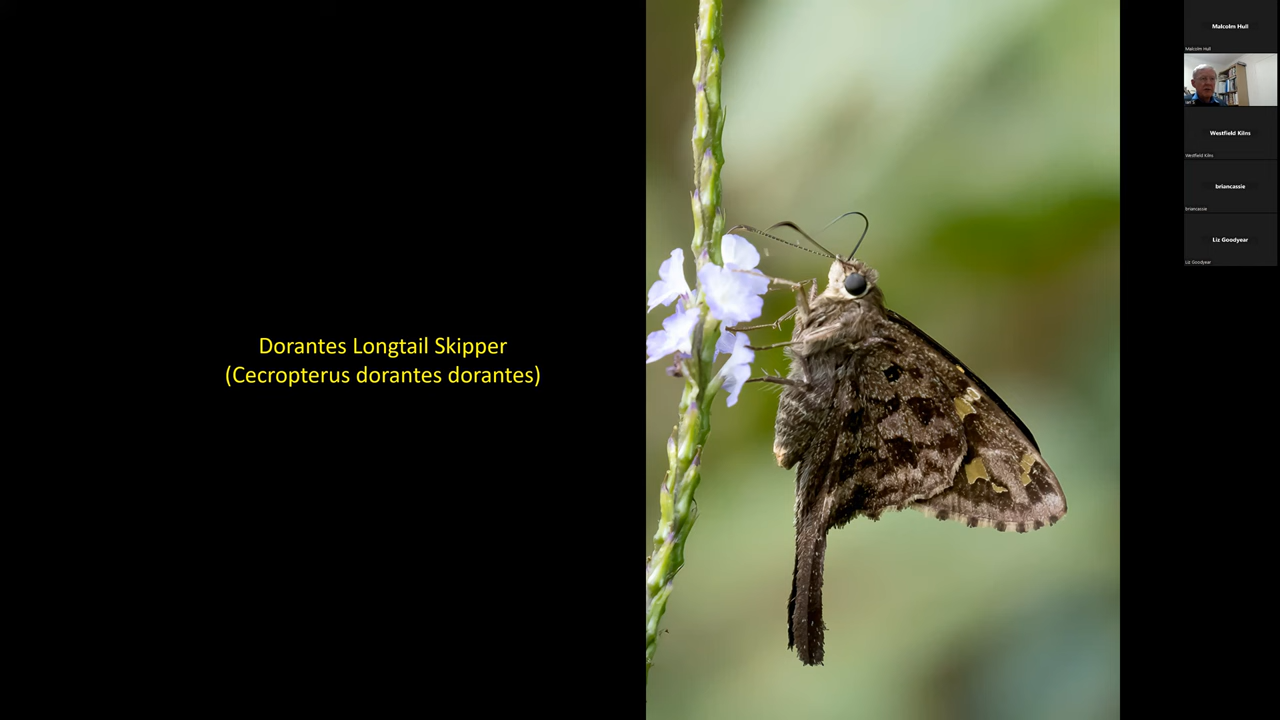 Dorantes Longtail Skipper
(Cecropterus dorantes dorantes)
Malcolm Hull
Malcolm Hull
Westfield Kilns
Westfield Kilns
briancassie
briancassie
Liz Goodyear
Liz Goodyear